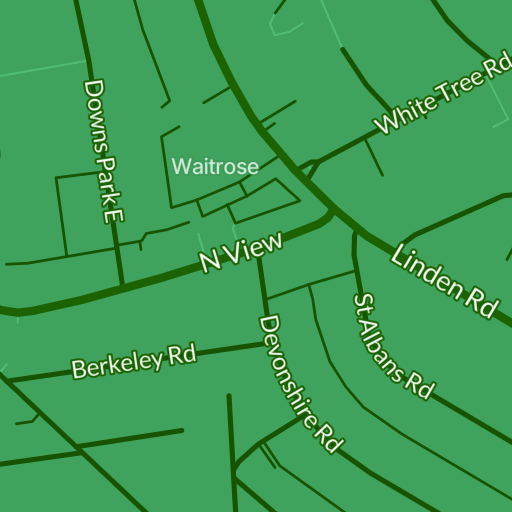 White Tree Rd
Downs Park E
Waitrose
N View
Linden Rd
St Albans Rd
Berkeley Rd
Devonshire Rd